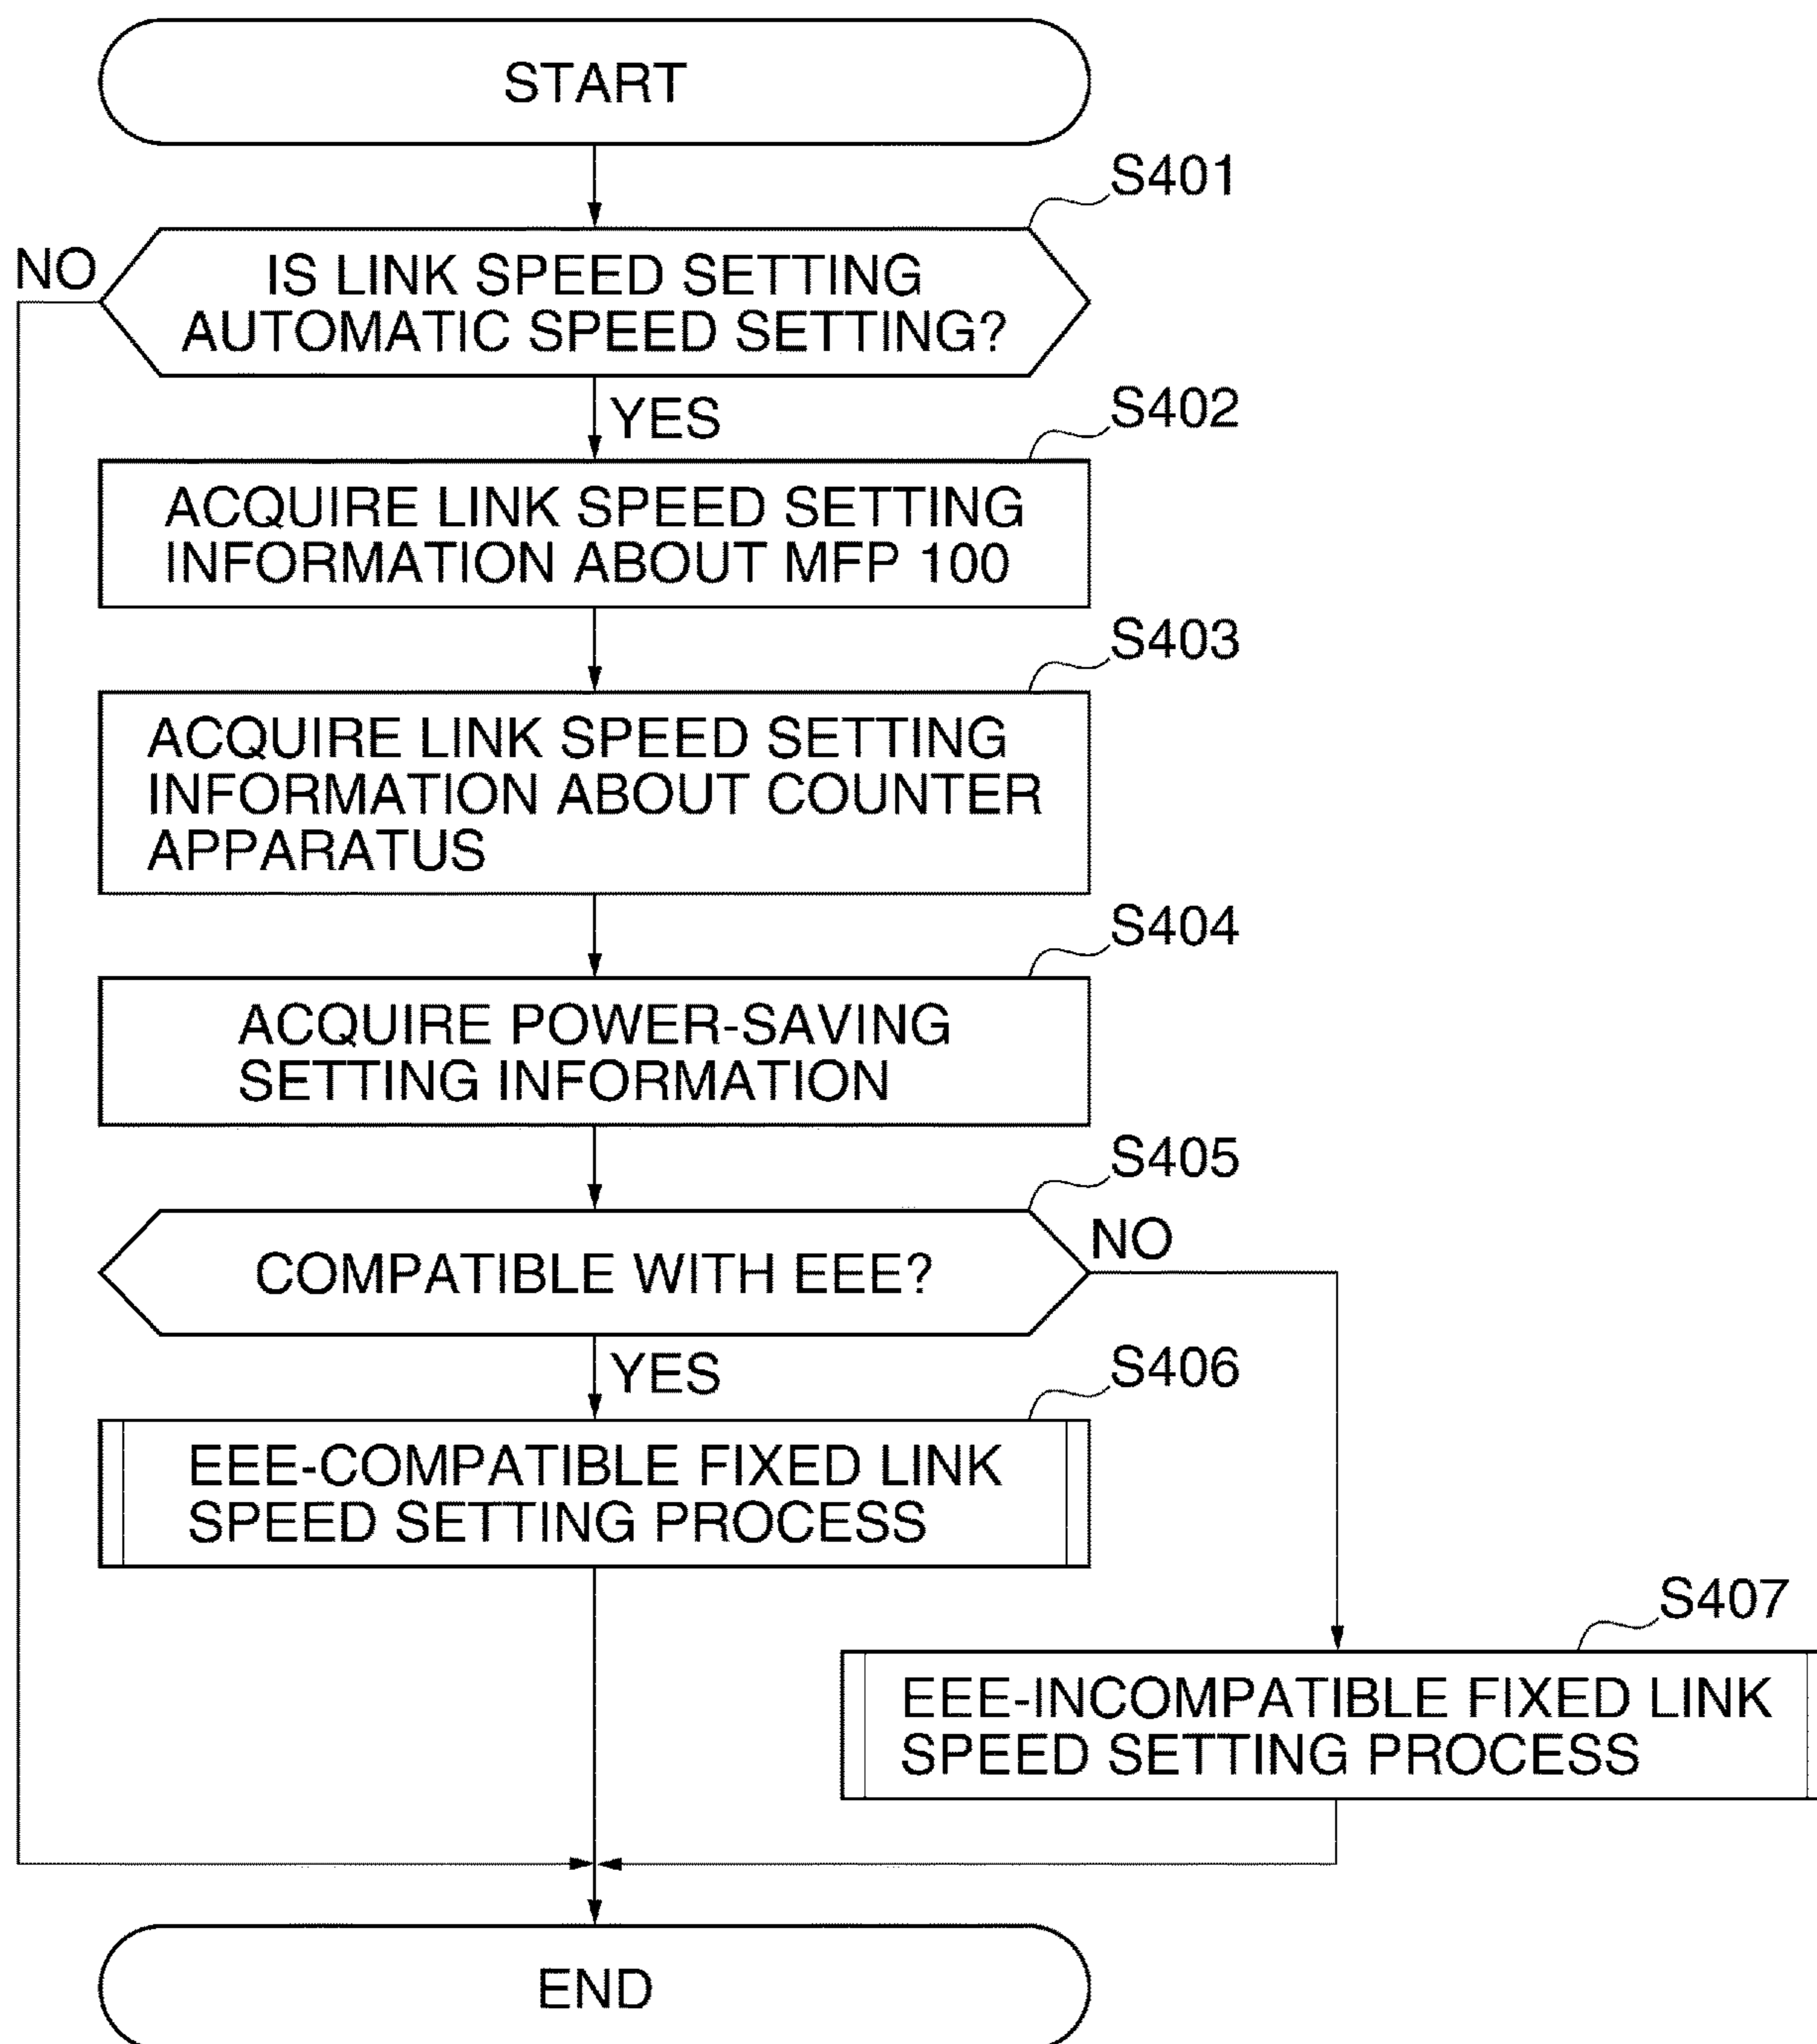 START
S401
NO
IS LINK SPEED SETTING
AUTOMATIC SPEED SETTING?
YES
S402
ACQUIRE LINK SPEED SETTING
INFORMATION ABOUT MFP 100
S403
ACQUIRE LINK SPEED SETTING
INFORMATION ABOUT COUNTER
APPARATUS
S404
ACQUIRE POWER-SAVING
SETTING INFORMATION
S405
NO
COMPATIBLE WITH EEE?
YES
S406
EEE-COMPATIBLE FIXED LINK
SPEED SETTING PROCESS
S407
EEE-INCOMPATIBLE FIXED LINK
SPEED SETTING PROCESS
END